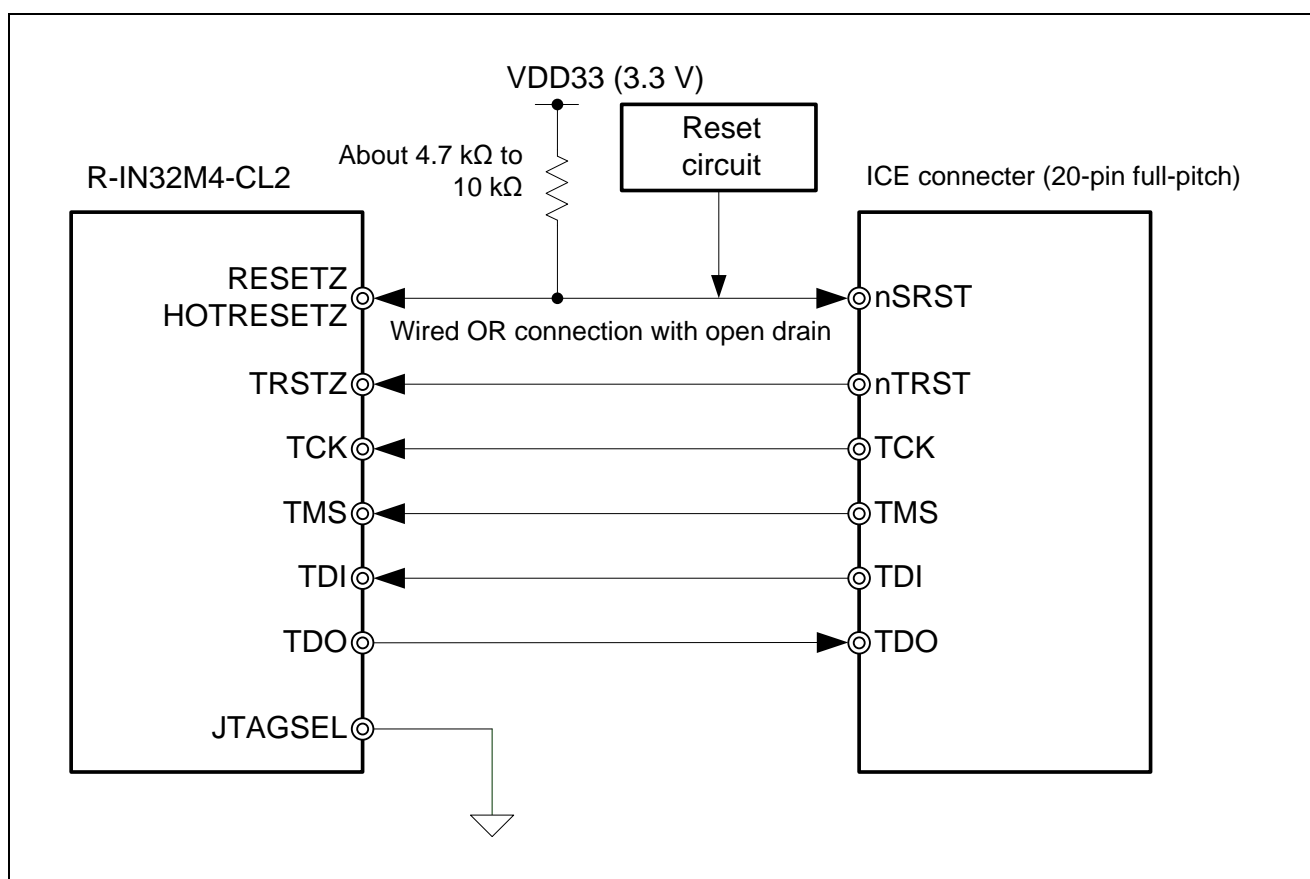 VDD33 (3.3 V)
Reset
circuit
About 4.7 kΩ to
10 kΩ
R-IN32M4-CL2
ICE connecter (20-pin full-pitch)
RESETZ
HOTRESETZ
nSRST
Wired OR connection with open drain
TRSTZ
nTRST
TCK
TCK
TMS
TMS
TDI
TDI
TDO
TDO
JTAGSEL